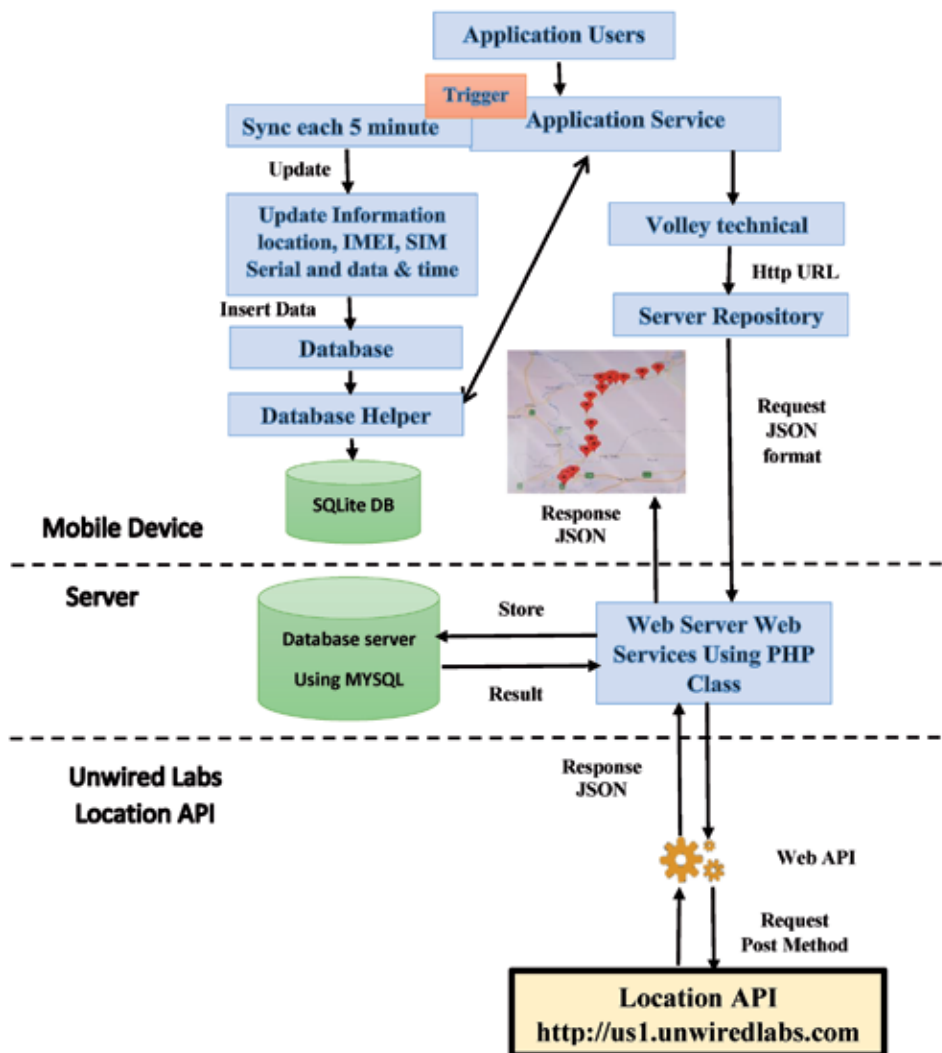 Application Users
Trigger
Sync each 5 minute
Application Service
Update
Update Information
location, IMEI, SIM
Serial and data & time
Volley technical
Http URL
Insert Data
Server Repository
Database
Database Helper
Request
JSON
format
SQLite DB
Response
JSON
Mobile Device
Server
Database server
Using MYSQL
Store
Result
Web Server Web
Services Using PHP
Class
Unwired Labs
Location API
Response
JSON
Web API
Request
Post Method
Location API
http://us1.unwiredlabs.com